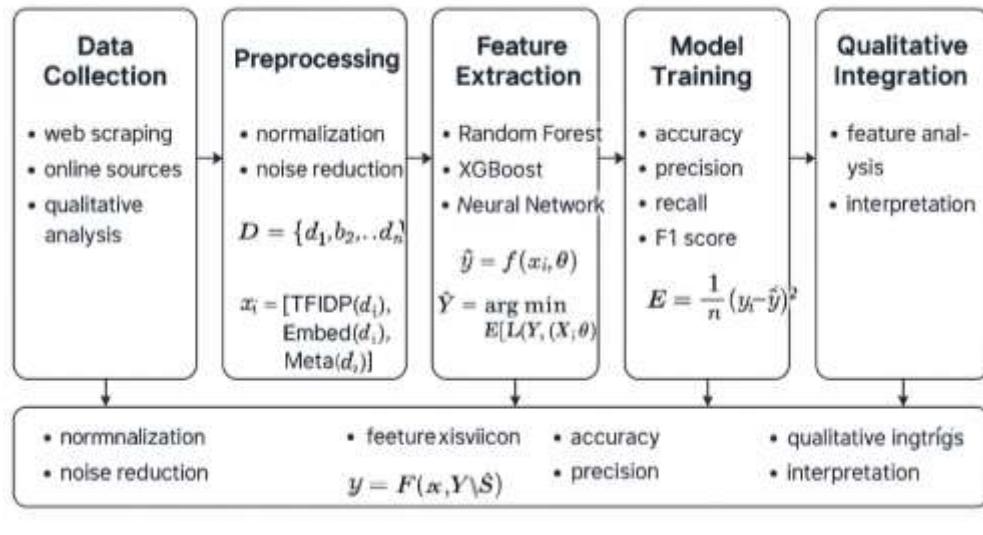 Data
Collection
• web scraping
• online sources
• qualitative
analysis
Preprocessing
• normalization
• noise reduction
D = {d₁,b₂,..dₙ}
xᵢ = [TFIDP(dᵢ),
Embed(dᵢ),
Meta(dᵢ)]
Feature
Extraction
• Random Forest
• XGBoost
• Neural Network
ŷ = f(xᵢ,θ)
Ŷ = arg min
E[L(Y,(X,θ)
Model
Training
• accuracy
• precision
• recall
• F1 score
E = 1/n (yᵢ-ŷ)²
Qualitative
Integration
• feature anal-
ysis
• interpretation
• normnalization
• noise reduction
• feeture xisviicon
y = F(x,Y\Ŝ)
• accuracy
• precision
• qualitative ingtrígs
• interpretation